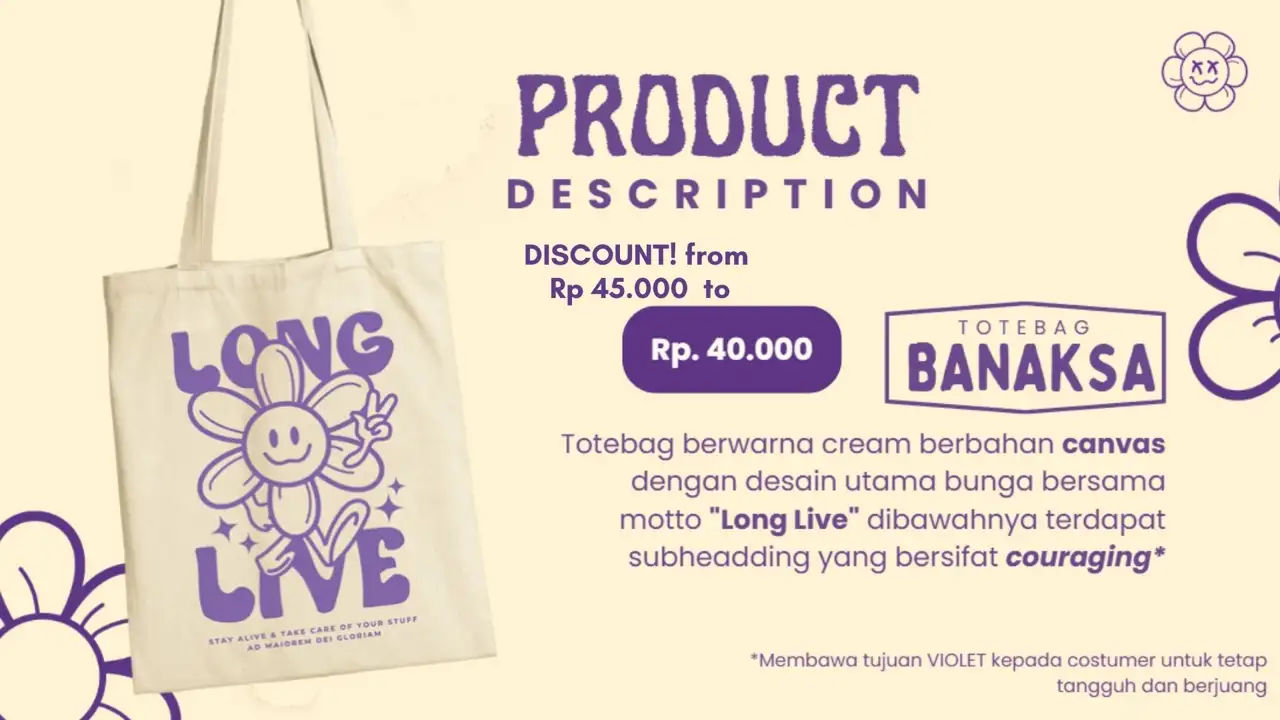 PRODUCT
DESCRIPTION
DISCOUNT! from
Rp 45.000 to
Rp. 40.000
TOTEBAG
BANAKSA
Totebag berwarna cream berbahan canvas
dengan desain utama bunga bersama
motto "Long Live" dibawahnya terdapat
subheadding yang bersifat couraging*
*Membawa tujuan VIOLET kepada costumer untuk tetap
tangguh dan berjuang
LONG
LIVE
STAY ALIVE & TAKE CARE OF YOUR STUFF
AD MAIOREM DEI GLORIAM